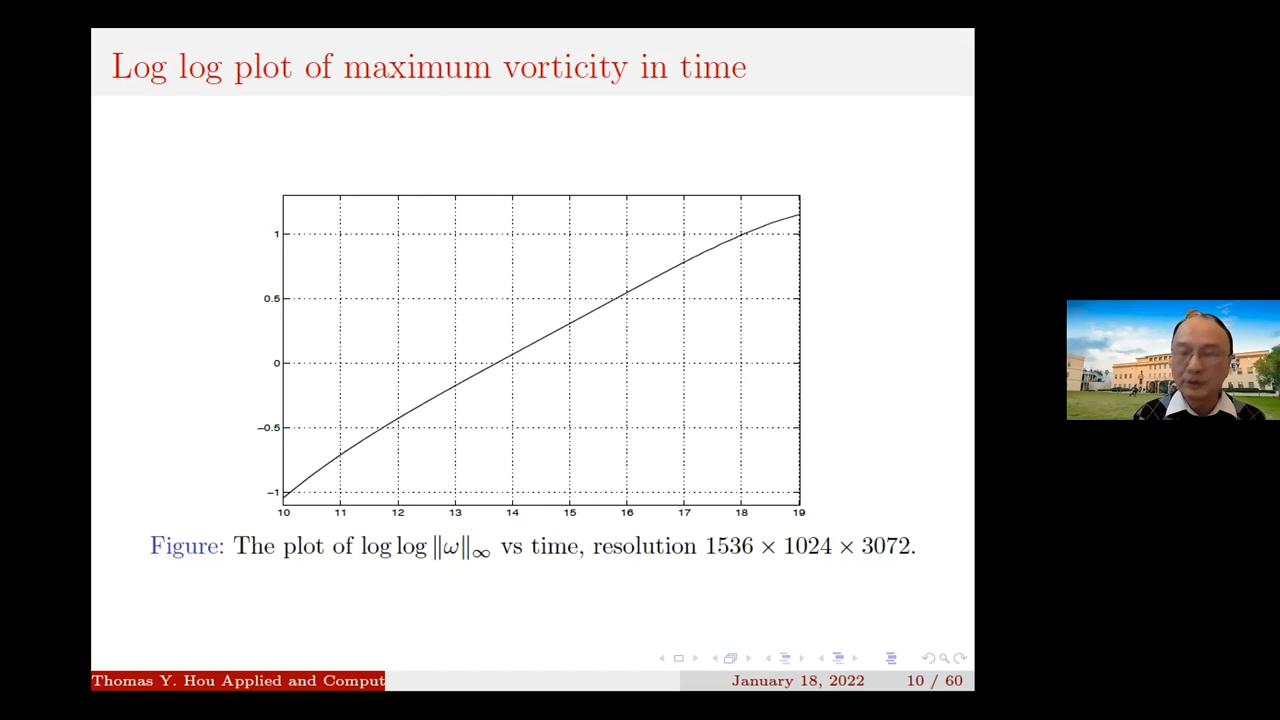 Log log plot of maximum vorticity in time
1
0.5
0
−0.5
−1
10 11 12 13 14 15 16 17 18 19
Figure: The plot of log log ‖ω‖∞ vs time, resolution 1536 × 1024 × 3072.
Thomas Y. Hou Applied and Comput
January 18, 2022
10 / 60